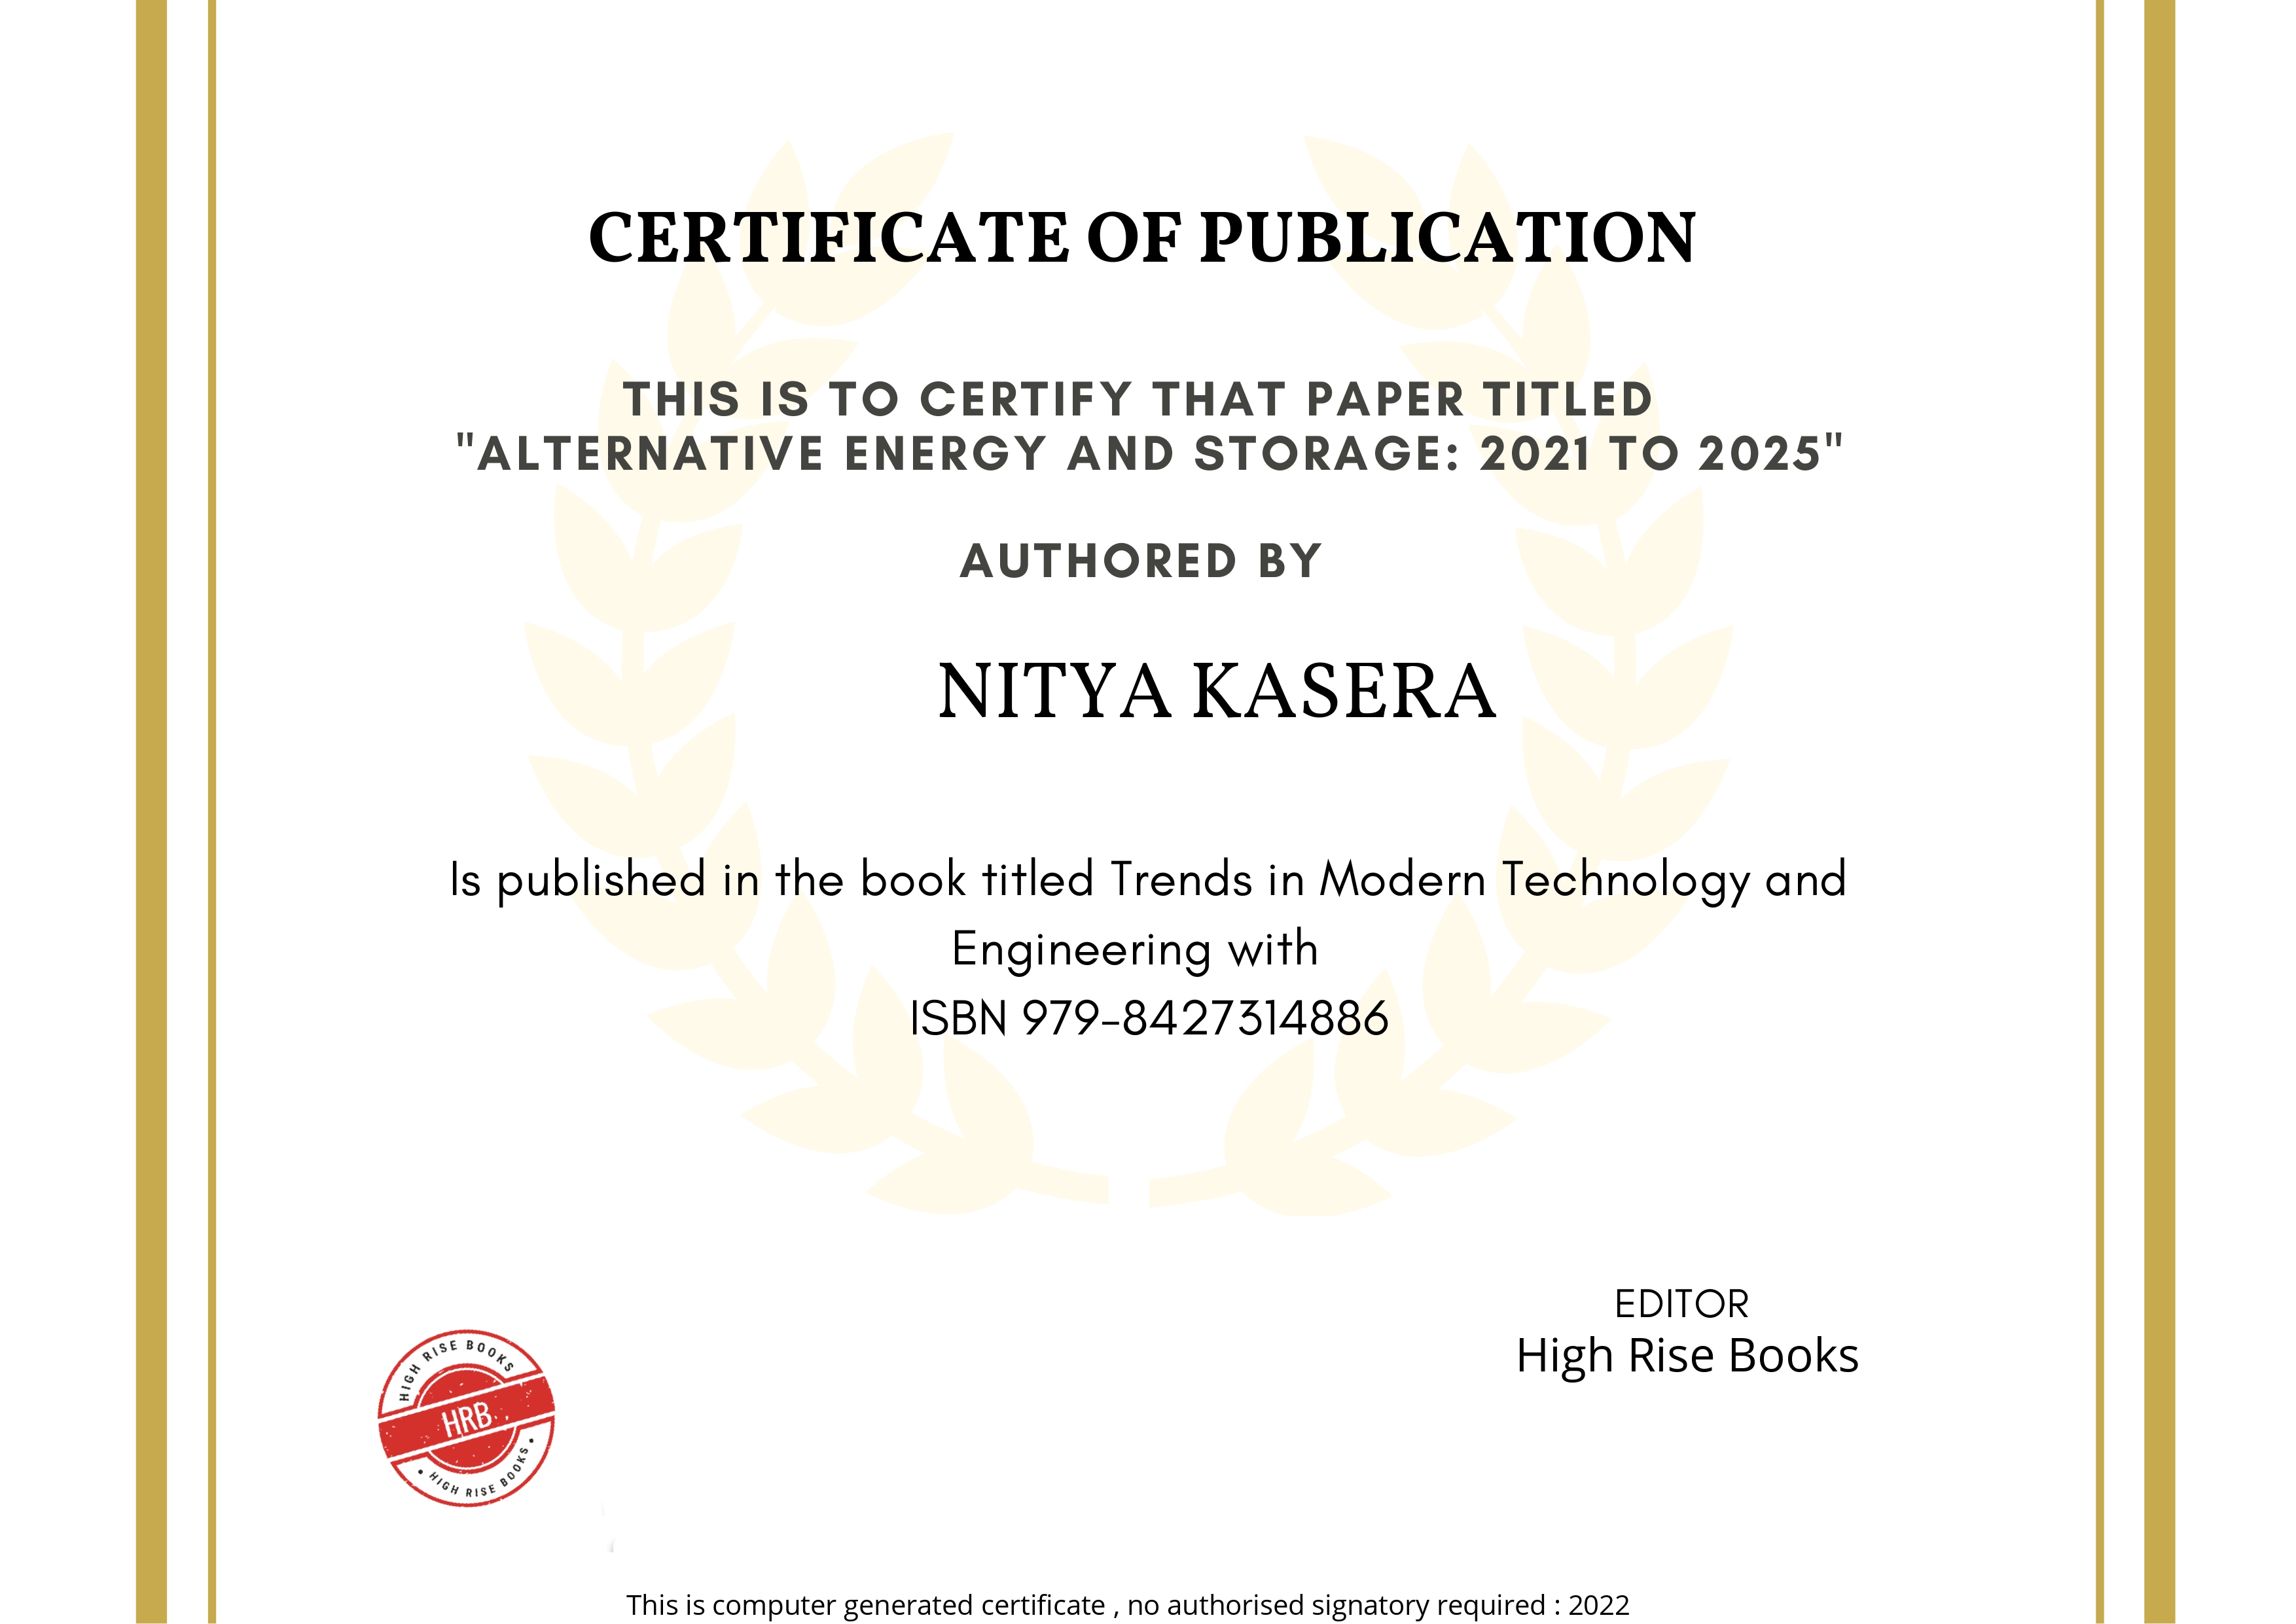 CERTIFICATE OF PUBLICATION
THIS IS TO CERTIFY THAT PAPER TITLED
"ALTERNATIVE ENERGY AND STORAGE: 2021 TO 2025"
AUTHORED BY
NITYA KASERA
Is published in the book titled Trends in Modern Technology and
Engineering with
ISBN 979-8427314886
EDITOR
High Rise Books
HIGH RISE BOOKS
HRB
• HIGH RISE BOOKS •
This is computer generated certificate , no authorised signatory required : 2022